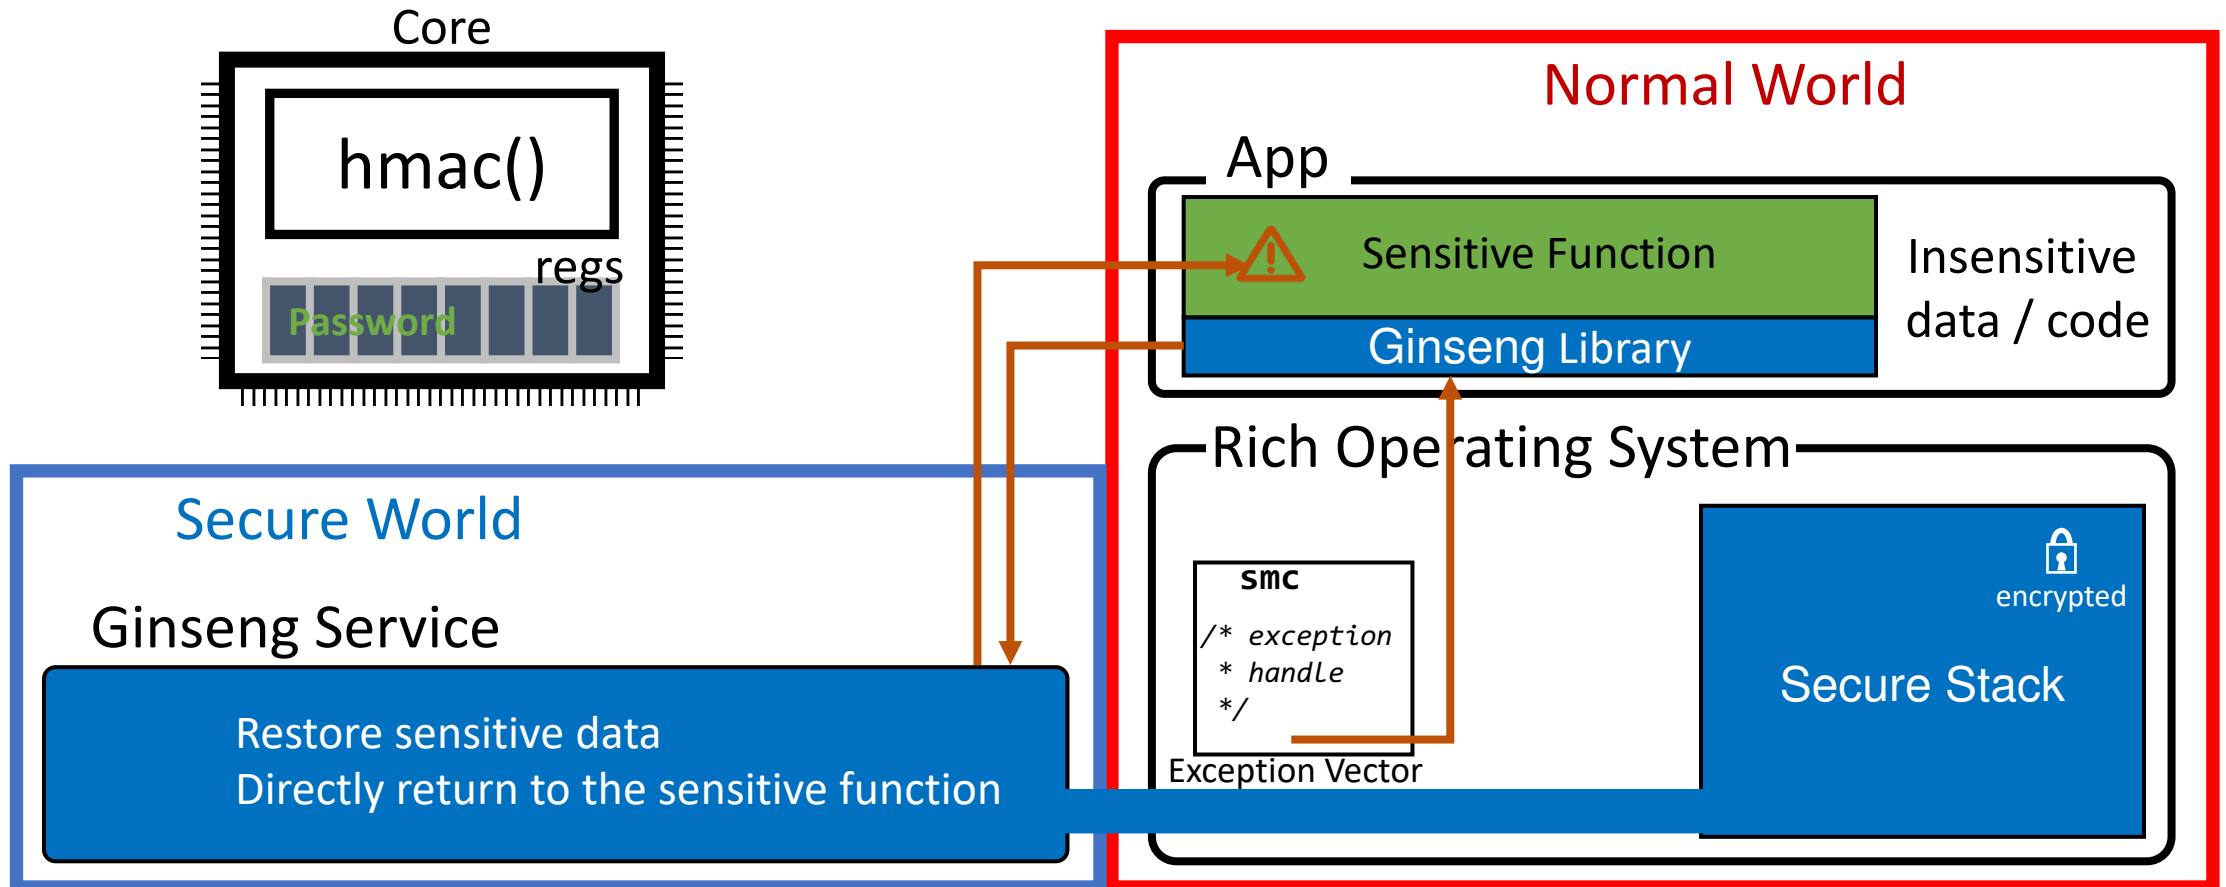 Core
hmac()
regs
Password
Normal World
App
Sensitive Function
Ginseng Library
Insensitive
data / code
Rich Operating System
smc
/* exception
* handle
*/
Exception Vector
encrypted
Secure Stack
Secure World
Ginseng Service
Restore sensitive data
Directly return to the sensitive function